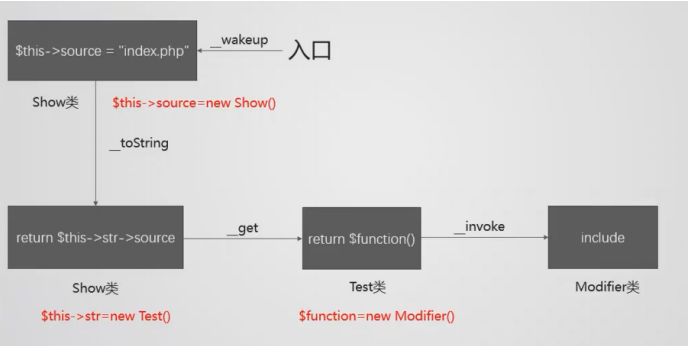 $this->source = "index.php"
__wakeup
入口
Show类
$this->source=new Show()
__toString
return $this->str->source
__get
return $function()
__invoke
include
Show类
Test类
Modifier类
$this->str=new Test()
$function=new Modifier()